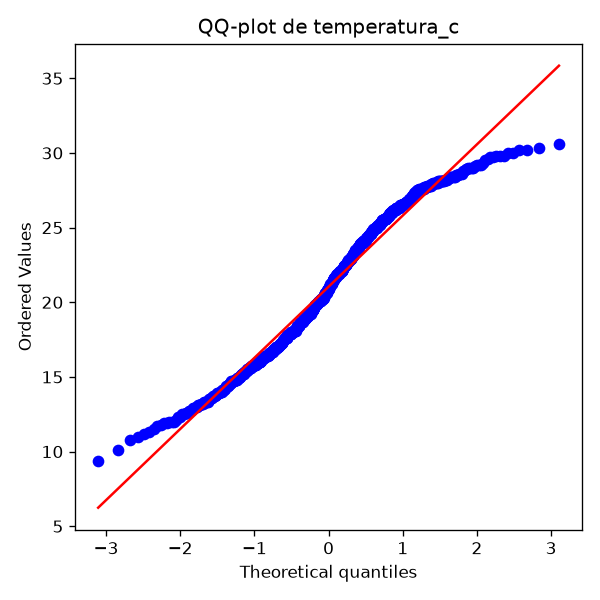 QQ-plot de temperatura_c
Ordered Values
35
30
25
20
15
10
5
−3 −2 −1 0 1 2 3
Theoretical quantiles